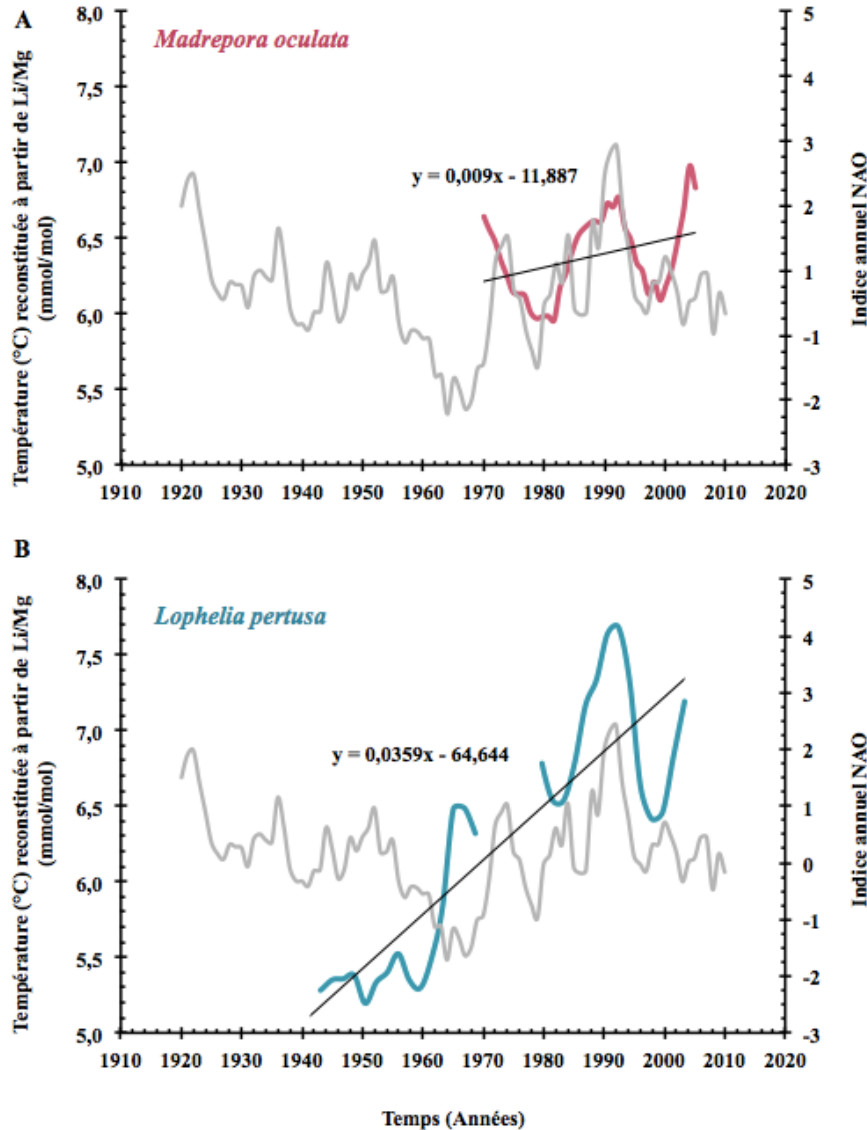 A
Madrepora oculata
y = 0,009x - 11,887
Température (°C) reconstituée à partir de Li/Mg
(mmol/mol)
8,0
7,5
7,0
6,5
6,0
5,5
5,0
5
4
3
2
1
-1
-2
-3
Indice annuel NAO
1910 1920 1930 1940 1950 1960 1970 1980 1990 2000 2010 2020
B
Lophelia pertusa
y = 0,0359x - 64,644
Température (°C) reconstituée à partir de Li/Mg
(mmol/mol)
8,0
7,5
7,0
6,5
6,0
5,5
5,0
5
4
3
2
1
0
-1
-2
-3
Indice annuel NAO
1910 1920 1930 1940 1950 1960 1970 1980 1990 2000 2010 2020
Temps (Années)